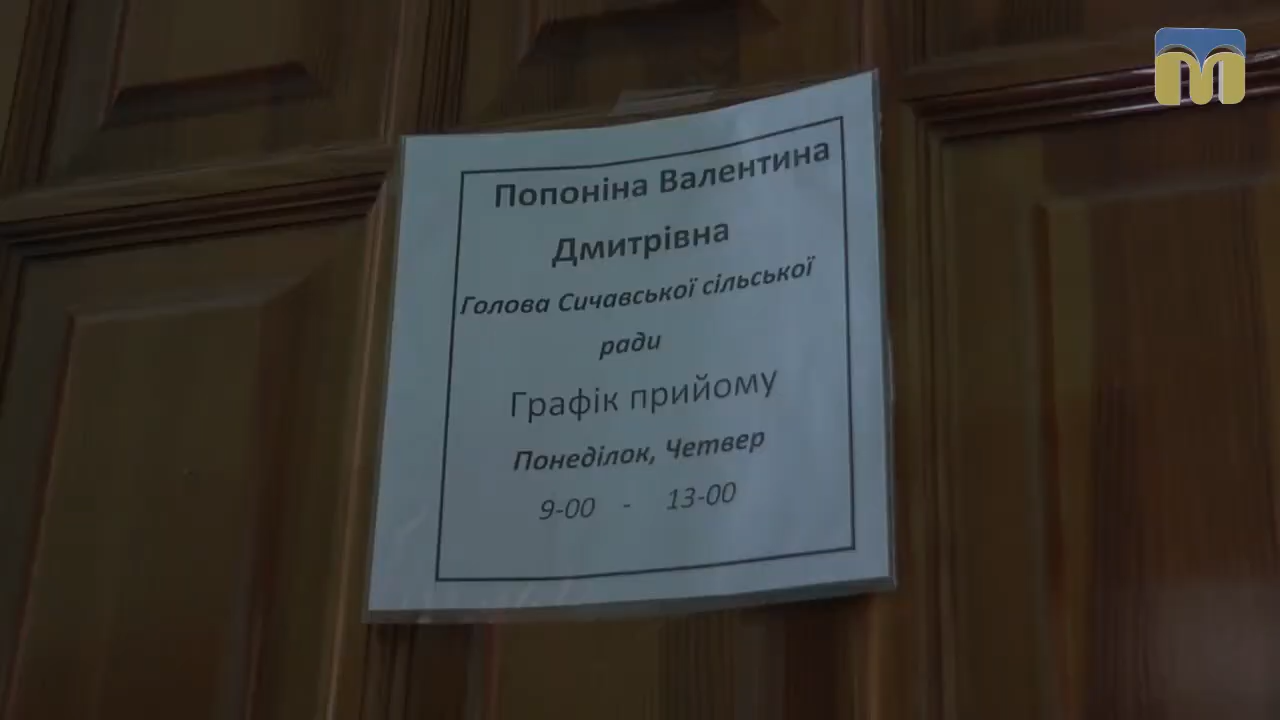 Попоніна Валентина
Дмитрівна
Голова Сичавської сільської
ради
Графік прийому
Понеділок, Четвер
9-00 - 13-00